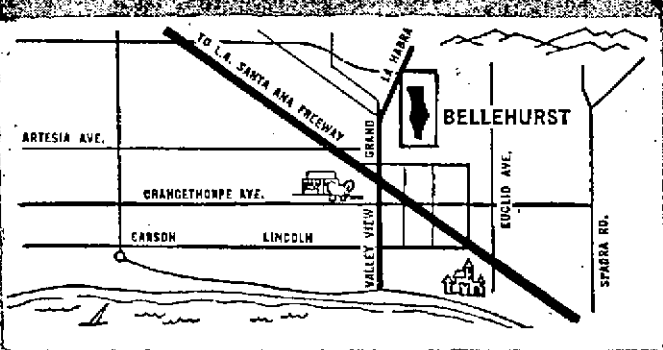 TO L.A. SANTA ANA FREEWAY
LA HABRA
BELLEHURST
ARTESIA AVE.
GRAND
ORANGETHORPE AVE.
EUCLID AVE.
CARSON LINCOLN
VALLEY VIEW
SPADRA RD.